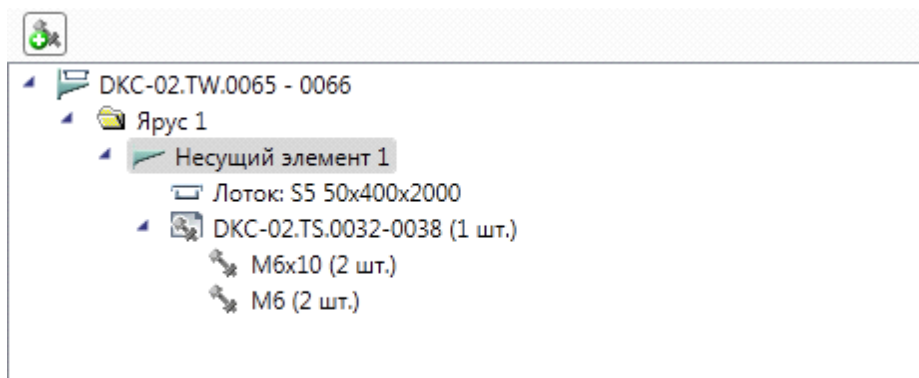 DKC-02.TW.0065 - 0066
Ярус 1
Несущий элемент 1
Лоток: S5 50x400x2000
DKC-02.TS.0032-0038 (1 шт.)
M6x10 (2 шт.)
M6 (2 шт.)